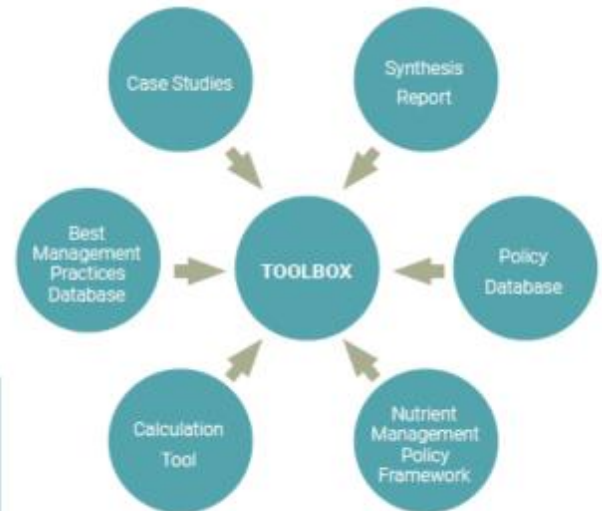 Case Studies
Synthesis
Report
Best
Management
Practices
Database
TOOLBOX
Policy
Database
Calculation
Tool
Nutrient
Management
Policy
Framework